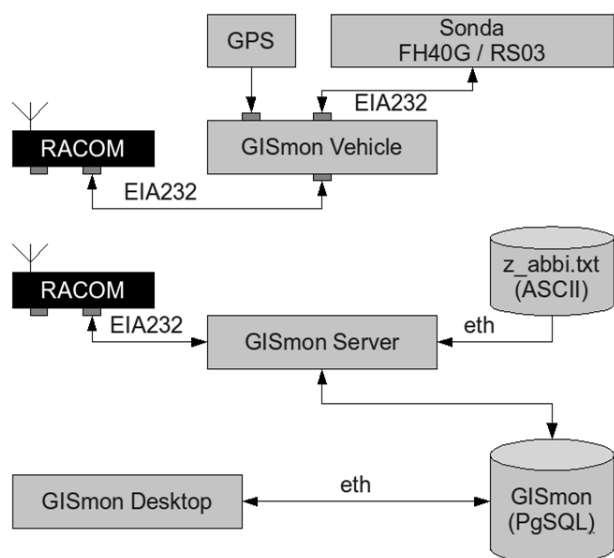 GPS
Sonda
FH40G / RS03
EIA232
RACOM
GISmon Vehicle
EIA232
RACOM
z_abbi.txt
(ASCII)
EIA232
eth
GISmon Server
GISmon Desktop
eth
GISmon
(PgSQL)